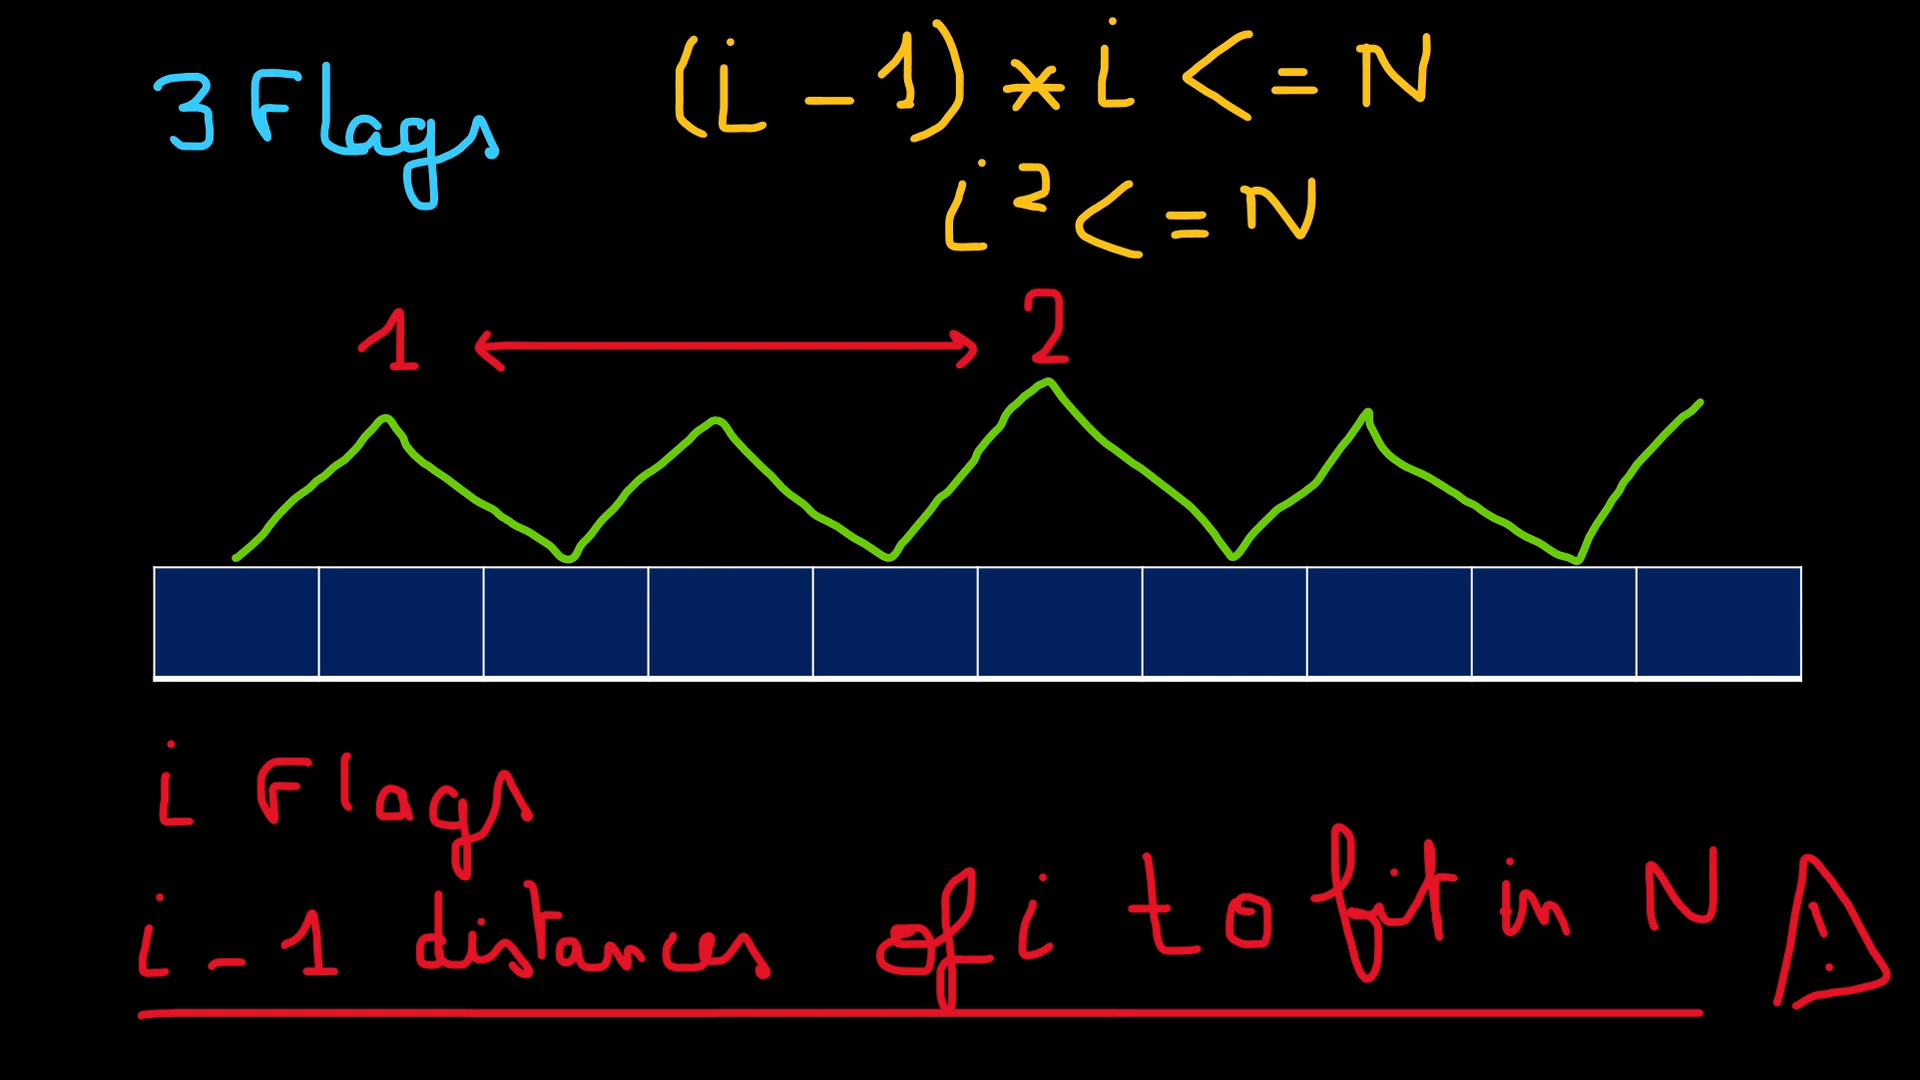 3 Flags
(i - 1) * i <= N
i² <= N
1 2
i Flags
i - 1 distances of i to fit in N